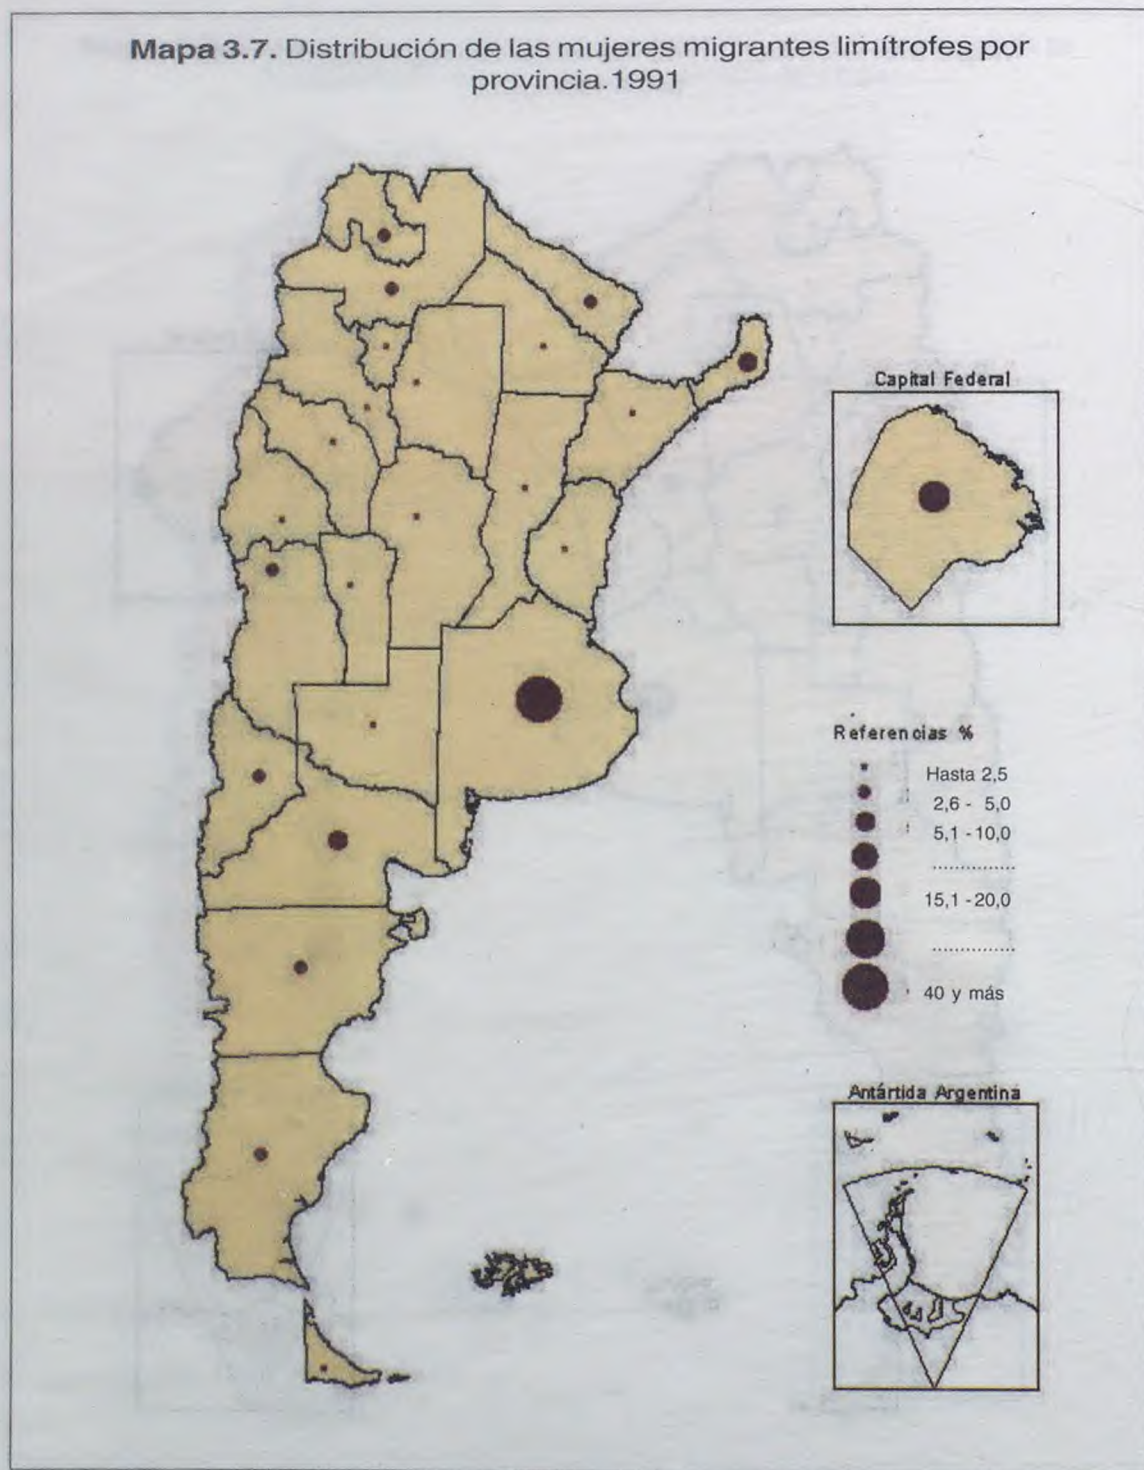 Mapa 3.7. Distribución de las mujeres migrantes limítrofes por
provincia.1991
Capital Federal
Referencias %
Hasta 2,5
2,6 - 5,0
5,1 -10,0
................
15,1 -20,0
................
40 y más
Antártida Argentina